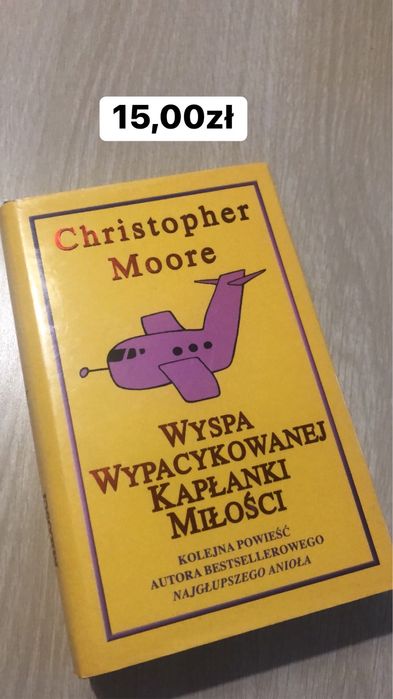 15,00zł
Christopher
Moore
Wyspa
Wypacykowanej
Kapłanki
Miłości
KOLEJNA POWIEŚĆ
AUTORA BESTSELLEROWEGO
NAJGŁUPSZEGO ANIOŁA